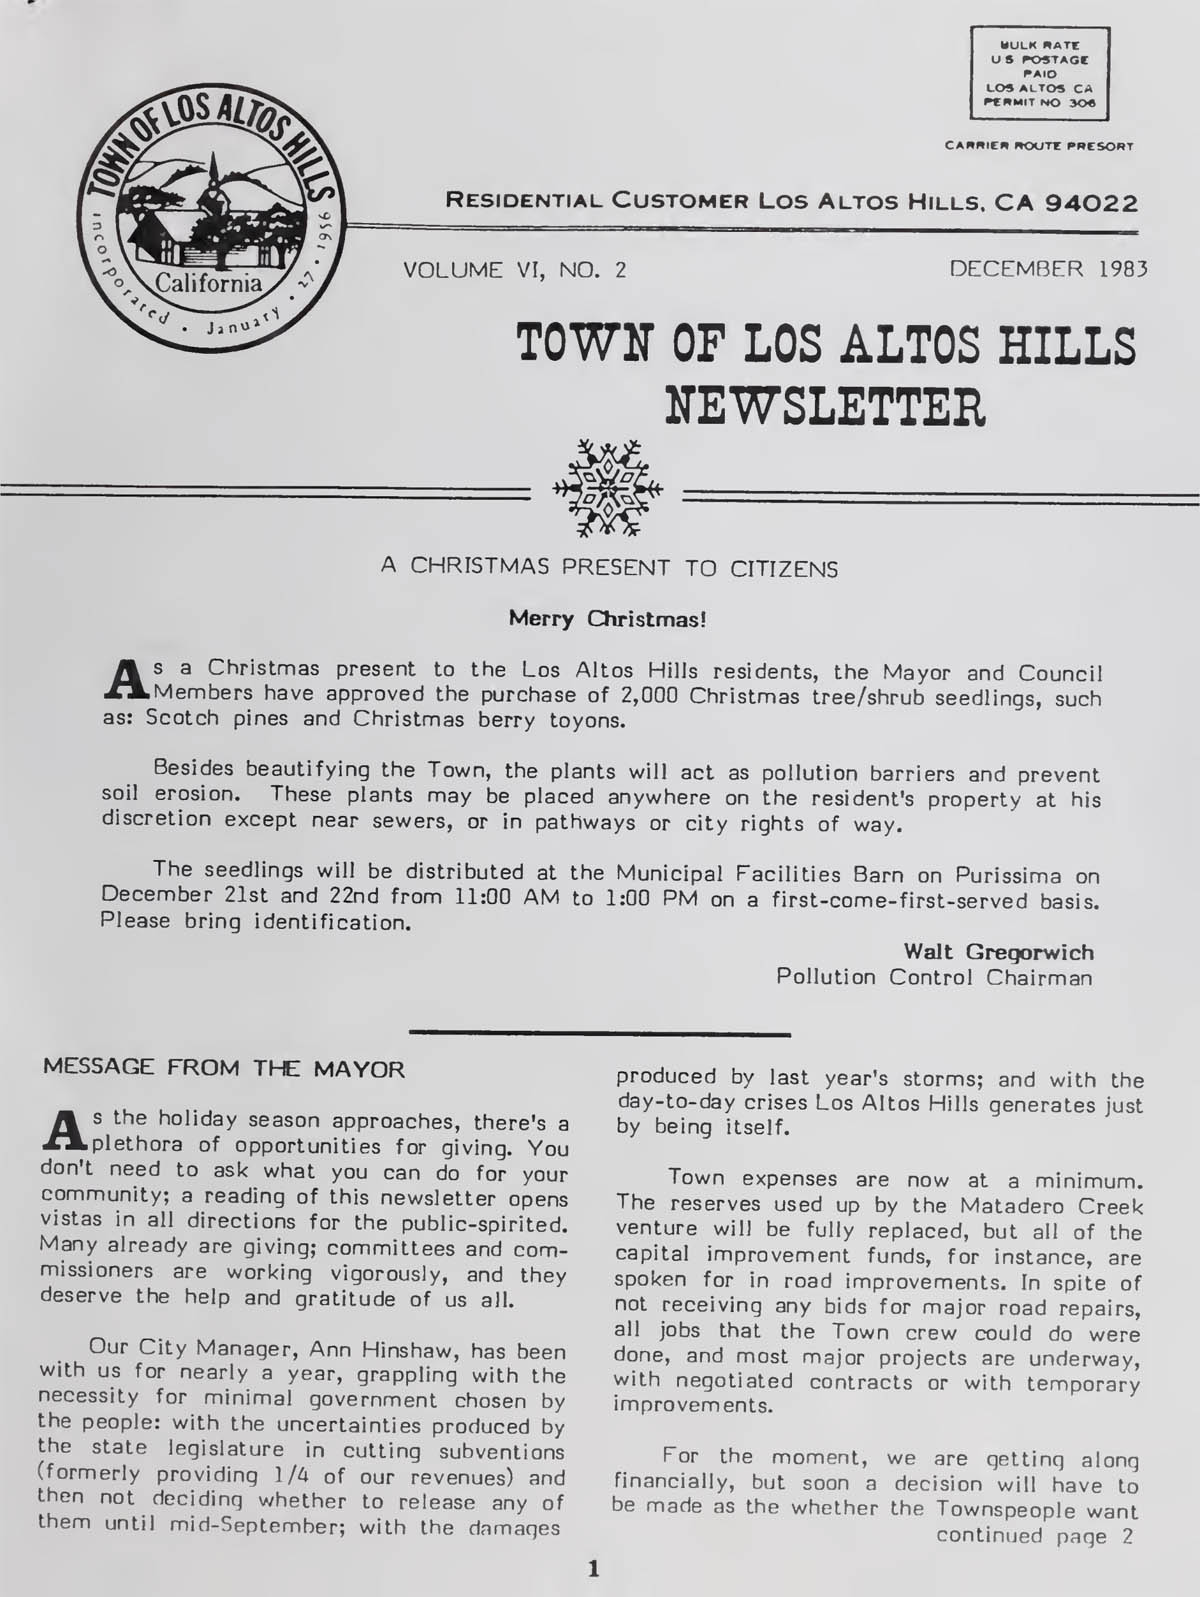 BULK RATE
US POSTAGE
PAID
LOS ALTOS CA
PERMIT NO 306
CARRIER ROUTE PRESORT
TOWN OF LOS ALTOS HILLS
California
incorporated • January • 27 • 1956
RESIDENTIAL CUSTOMER LOS ALTOS HILLS, CA 94022
VOLUME VI, NO. 2
DECEMBER 1983
TOWN OF LOS ALTOS HILLS
NEWSLETTER
A CHRISTMAS PRESENT TO CITIZENS
Merry Christmas!
As a Christmas present to the Los Altos Hills residents, the Mayor and Council
Members have approved the purchase of 2,000 Christmas tree/shrub seedlings, such
as: Scotch pines and Christmas berry toyons.
Besides beautifying the Town, the plants will act as pollution barriers and prevent
soil erosion. These plants may be placed anywhere on the resident's property at his
discretion except near sewers, or in pathways or city rights of way.
The seedlings will be distributed at the Municipal Facilities Barn on Purissima on
December 21st and 22nd from 11:00 AM to 1:00 PM on a first-come-first-served basis.
Please bring identification.
Walt Gregorwich
Pollution Control Chairman
MESSAGE FROM THE MAYOR
As the holiday season approaches, there's a
plethora of opportunities for giving. You
don't need to ask what you can do for your
community; a reading of this newsletter opens
vistas in all directions for the public-spirited.
Many already are giving; committees and com-
missioners are working vigorously, and they
deserve the help and gratitude of us all.
Our City Manager, Ann Hinshaw, has been
with us for nearly a year, grappling with the
necessity for minimal government chosen by
the people: with the uncertainties produced by
the state legislature in cutting subventions
(formerly providing 1/4 of our revenues) and
then not deciding whether to release any of
them until mid-September; with the damages
produced by last year's storms; and with the
day-to-day crises Los Altos Hills generates just
by being itself.
Town expenses are now at a minimum.
The reserves used up by the Matadero Creek
venture will be fully replaced, but all of the
capital improvement funds, for instance, are
spoken for in road improvements. In spite of
not receiving any bids for major road repairs,
all jobs that the Town crew could do were
done, and most major projects are underway,
with negotiated contracts or with temporary
improvements.
For the moment, we are getting along
financially, but soon a decision will have to
be made as the whether the Townspeople want
continued page 2
1